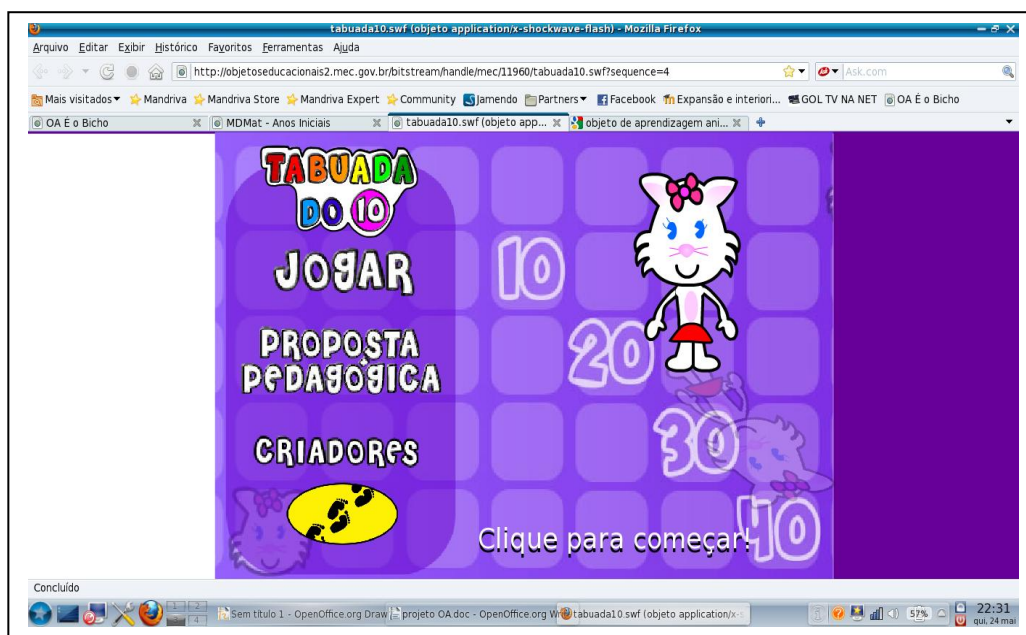 tabuada10.swf (objeto application/x-shockwave-flash) - Mozilla Firefox
Arquivo Editar Exibir Histórico Favoritos Ferramentas Ajuda
http://objetoseducacionais2.mec.gov.br/bitstream/handle/mec/11960/tabuada10.swf?sequence=4 Ask.com
Mais visitados Mandriva Mandriva Store Mandriva Expert Community Jamendo Partners Facebook Expansão e interiori... GOL TV NA NET OA É o Bicho
OA É o Bicho MDMat - Anos Iniciais tabuada10.swf (objeto app... objeto de aprendizagem ani...
TABUADA
DO 10
JOGAR
10
PROPOSTA
PEDAGÓGICA
20
CRIADORES
30
40
Clique para começar!
Concluído
1 2
4
Sem título 1 - OpenOffice.org Draw projeto OA.doc - OpenOffice.org Wr tabuada10.swf (objeto application/x-s 57% 22:31
qui, 24 mai